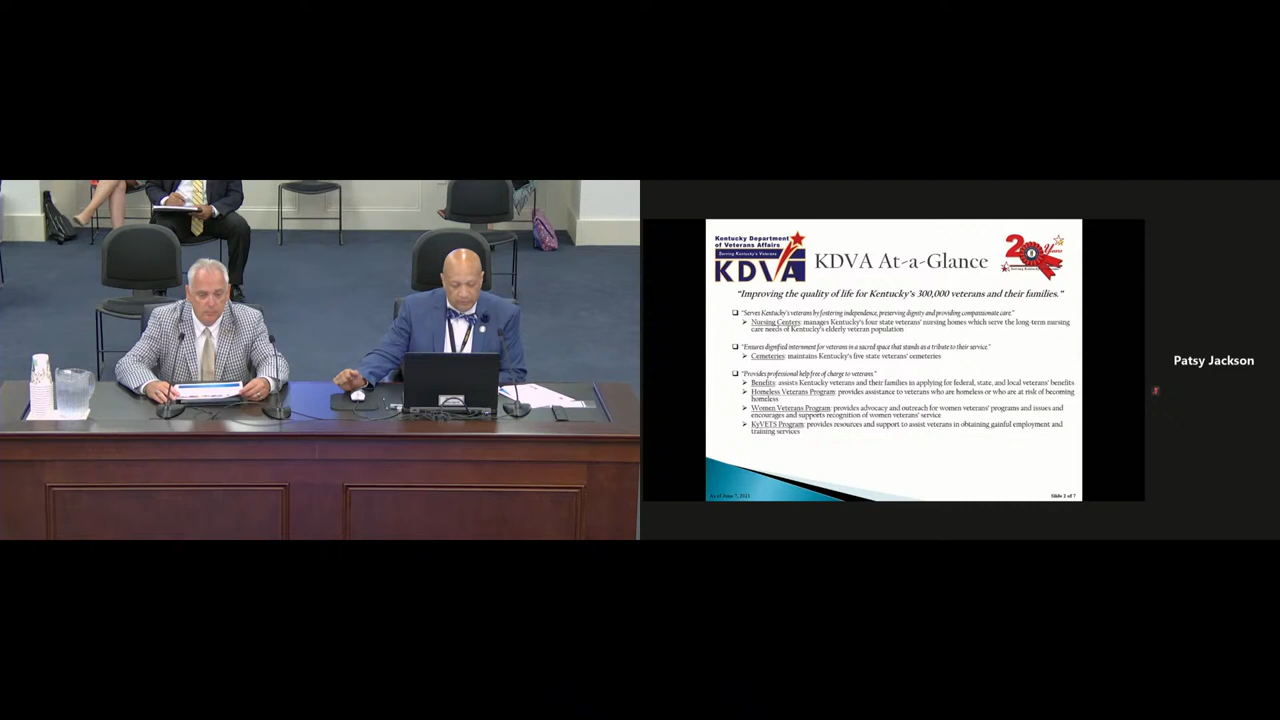 Kentucky Department
of Veterans Affairs
Serving Kentucky's Veterans
KDVA
KDVA At-a-Glance
20 Years
"Improving the quality of life for Kentucky's 300,000 veterans and their families."
"Serves Kentucky's veterans by fostering independence, preserving dignity and providing compassionate care."
Nursing Centers: manages Kentucky's four state veterans' nursing homes which serve the long-term nursing
care needs of Kentucky's elderly veteran population
"Ensures dignified internment for veterans in a sacred space that stands as a tribute to their service."
Cemeteries: maintains Kentucky's five state veterans' cemeteries
"Provides professional help free of charge to veterans."
Benefits: assists Kentucky veterans and their families in applying for federal, state, and local veterans' benefits
Homeless Veterans Program: provides assistance to veterans who are homeless or who are at risk of becoming
homeless
Women Veterans Program: provides advocacy and outreach for women veterans' programs and issues and
encourages and supports recognition of women veterans' service
KyVETS Program: provides resources and support to assist veterans in obtaining gainful employment and
training services
As of June 7, 2021
Slide 2 of 7
Patsy Jackson